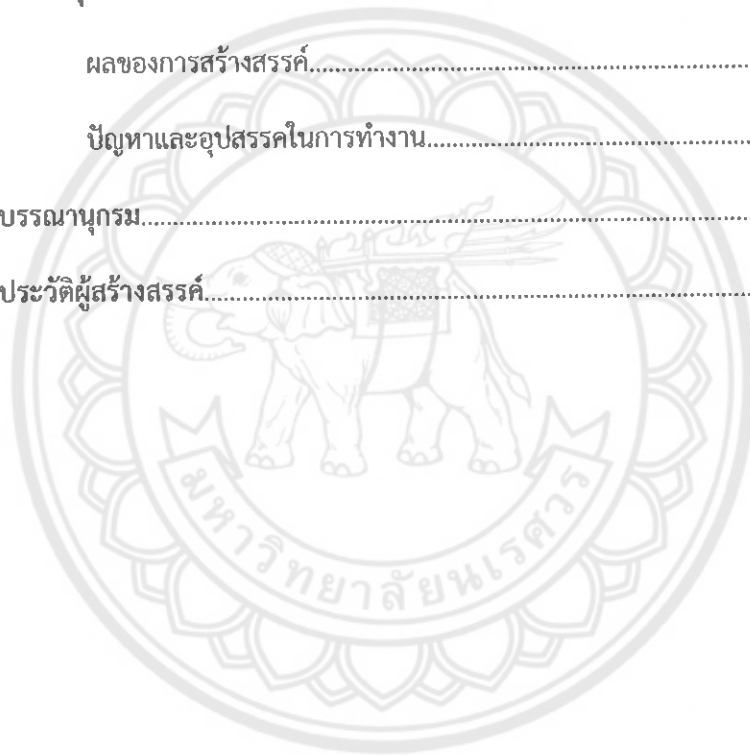 ผลของการสร้างสรรค์................................................................
ปัญหาและอุปสรรคในการทำงาน................................................
บรรณานุกรม................................................................................
ประวัติผู้สร้างสรรค์......................................................................
มหาวิทยาลัยนเรศวร